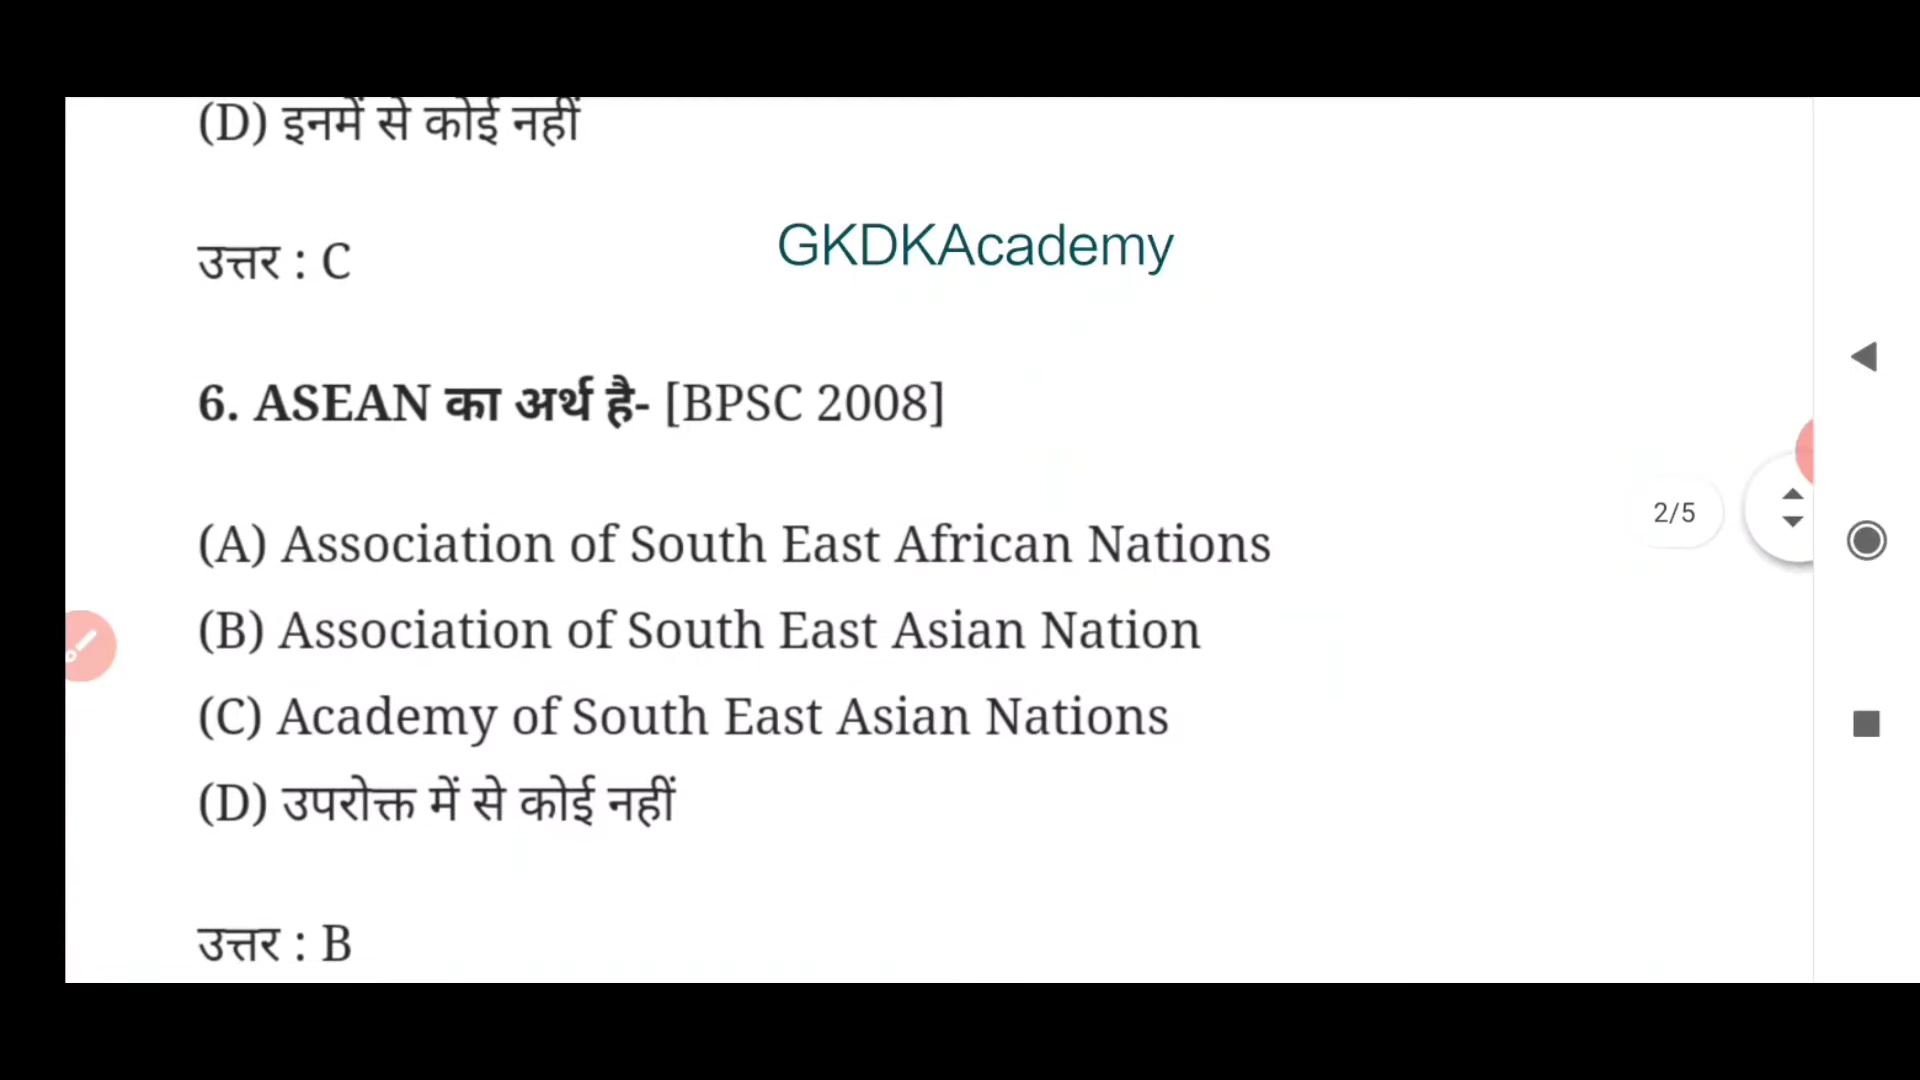 (D) इनमें से कोई नहीं
उत्तर : C
GKDKAcademy
6. ASEAN का अर्थ है- [BPSC 2008]
(A) Association of South East African Nations
2/5
(B) Association of South East Asian Nation
(C) Academy of South East Asian Nations
(D) उपरोक्त में से कोई नहीं
उत्तर : B